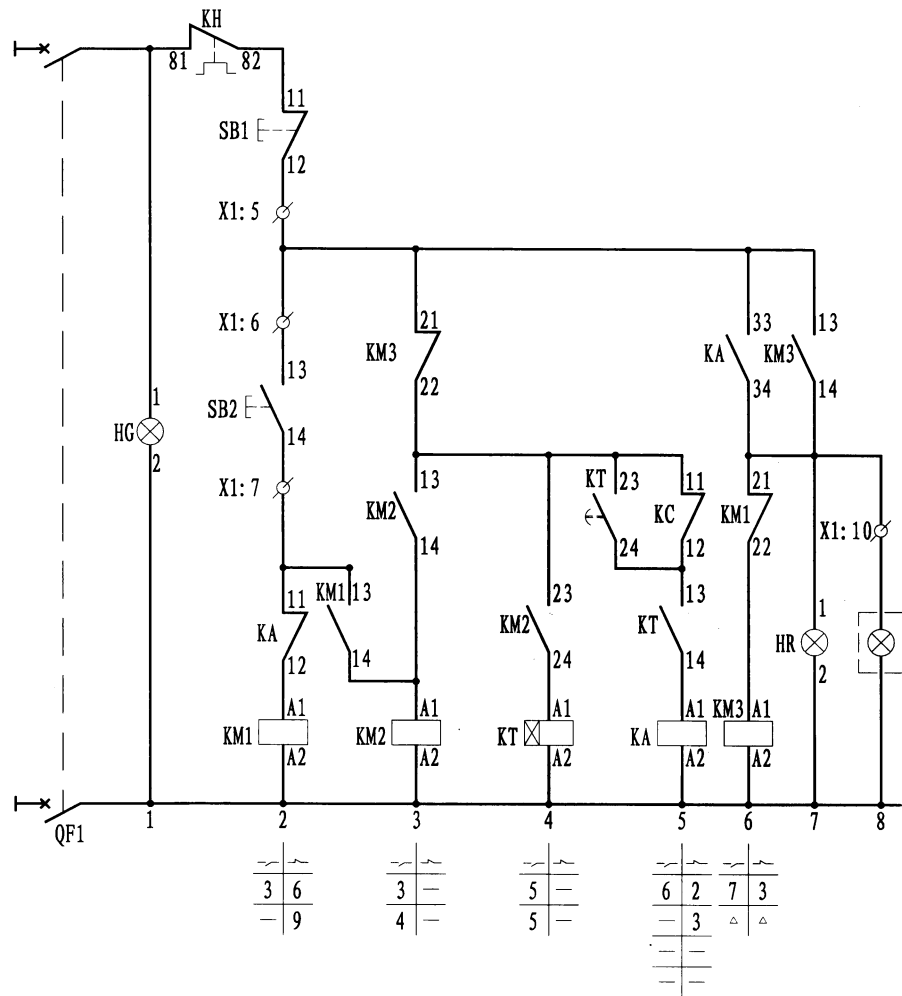 KH
81 82
11
SB1
12
X1:5
X1:6
21 33 13
KM3 KA KM3
22 34 14
13
SB2
14
1
HG
2
X1:7
13
KM2
14
KT 23
24
11
KC
12
21
KM1
22
X1:10
11
KA
12
KM1 13
14
23
KM2
24
13
KT
14
1
HR
2
A1 A1 A1 A1 KM3 A1
KM1 KM2 KT KA
A2 A2 A2 A2 A2
QF1
1 2 3 4 5 6 7 8
3 6 3 — 5 — 6 2 7 3
— 9 4 — 5 — — 3 △ △
— —
— —